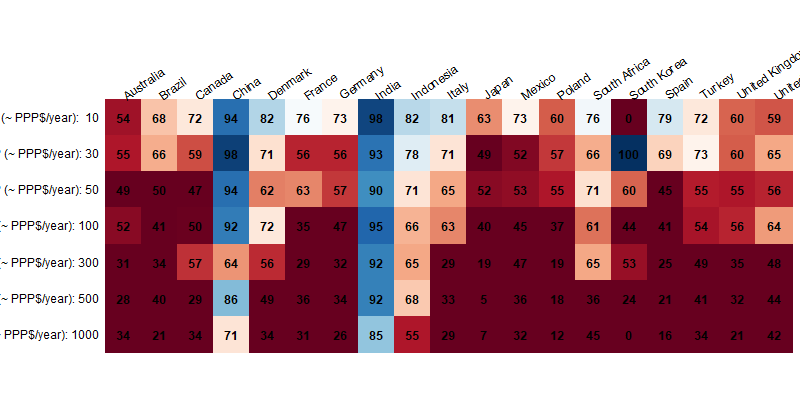 Australia Brazil Canada China Denmark France Germany India Indonesia Italy Japan Mexico Poland South Africa South Korea Spain Turkey United Kingdo Unite
(~ PPP$/year): 10 54 68 72 94 82 76 73 98 82 81 63 73 60 76 0 79 72 60 59
(~ PPP$/year): 30 55 66 59 98 71 56 56 93 78 71 49 52 57 66 100 69 73 60 65
(~ PPP$/year): 50 49 50 47 94 62 63 57 90 71 65 52 53 55 71 60 45 55 55 56
(~ PPP$/year): 100 52 41 50 92 72 35 47 95 66 63 40 45 37 61 44 41 54 56 64
(~ PPP$/year): 300 31 34 57 64 56 29 32 92 65 29 19 47 19 65 53 25 49 35 48
(~ PPP$/year): 500 28 40 29 86 49 36 34 92 68 33 5 36 18 36 24 21 41 32 44
PPP$/year): 1000 34 21 34 71 34 31 26 85 55 29 7 32 12 45 0 16 34 21 42